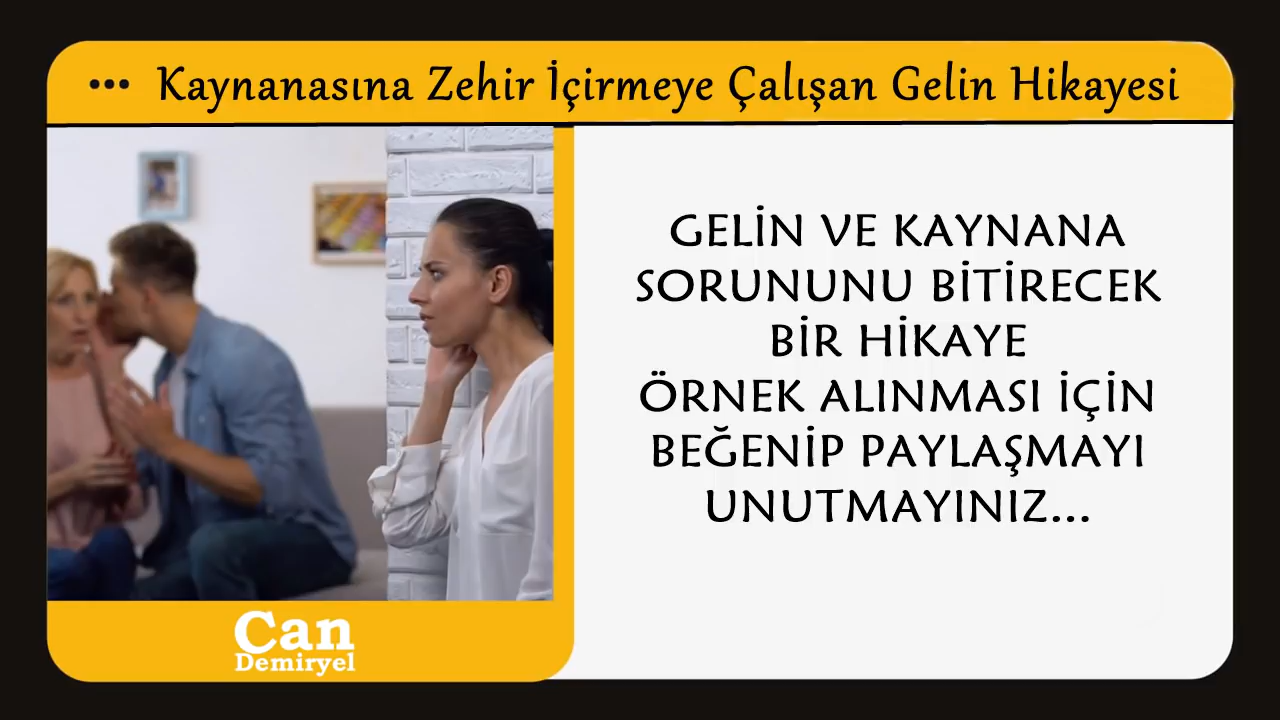 ... Kaynanasına Zehir İçirmeye Çalışan Gelin Hikayesi
GELİN VE KAYNANA
SORUNUNU BİTİRECEK
BİR HİKAYE
ÖRNEK ALINMASI İÇİN
BEĞENİP PAYLAŞMAYI
UNUTMAYINIZ...
Can
Demiryel